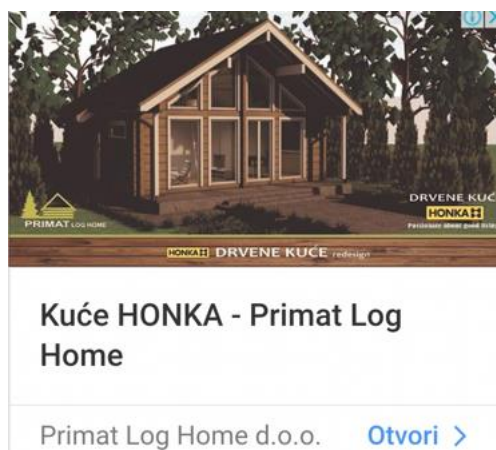 DRVENE KUĆ
HONKA
PRIMAT LOG HOME
HONKA DRVENE KUĆE redesign
Kuće HONKA - Primat Log
Home
Primat Log Home d.o.o.
Otvori >